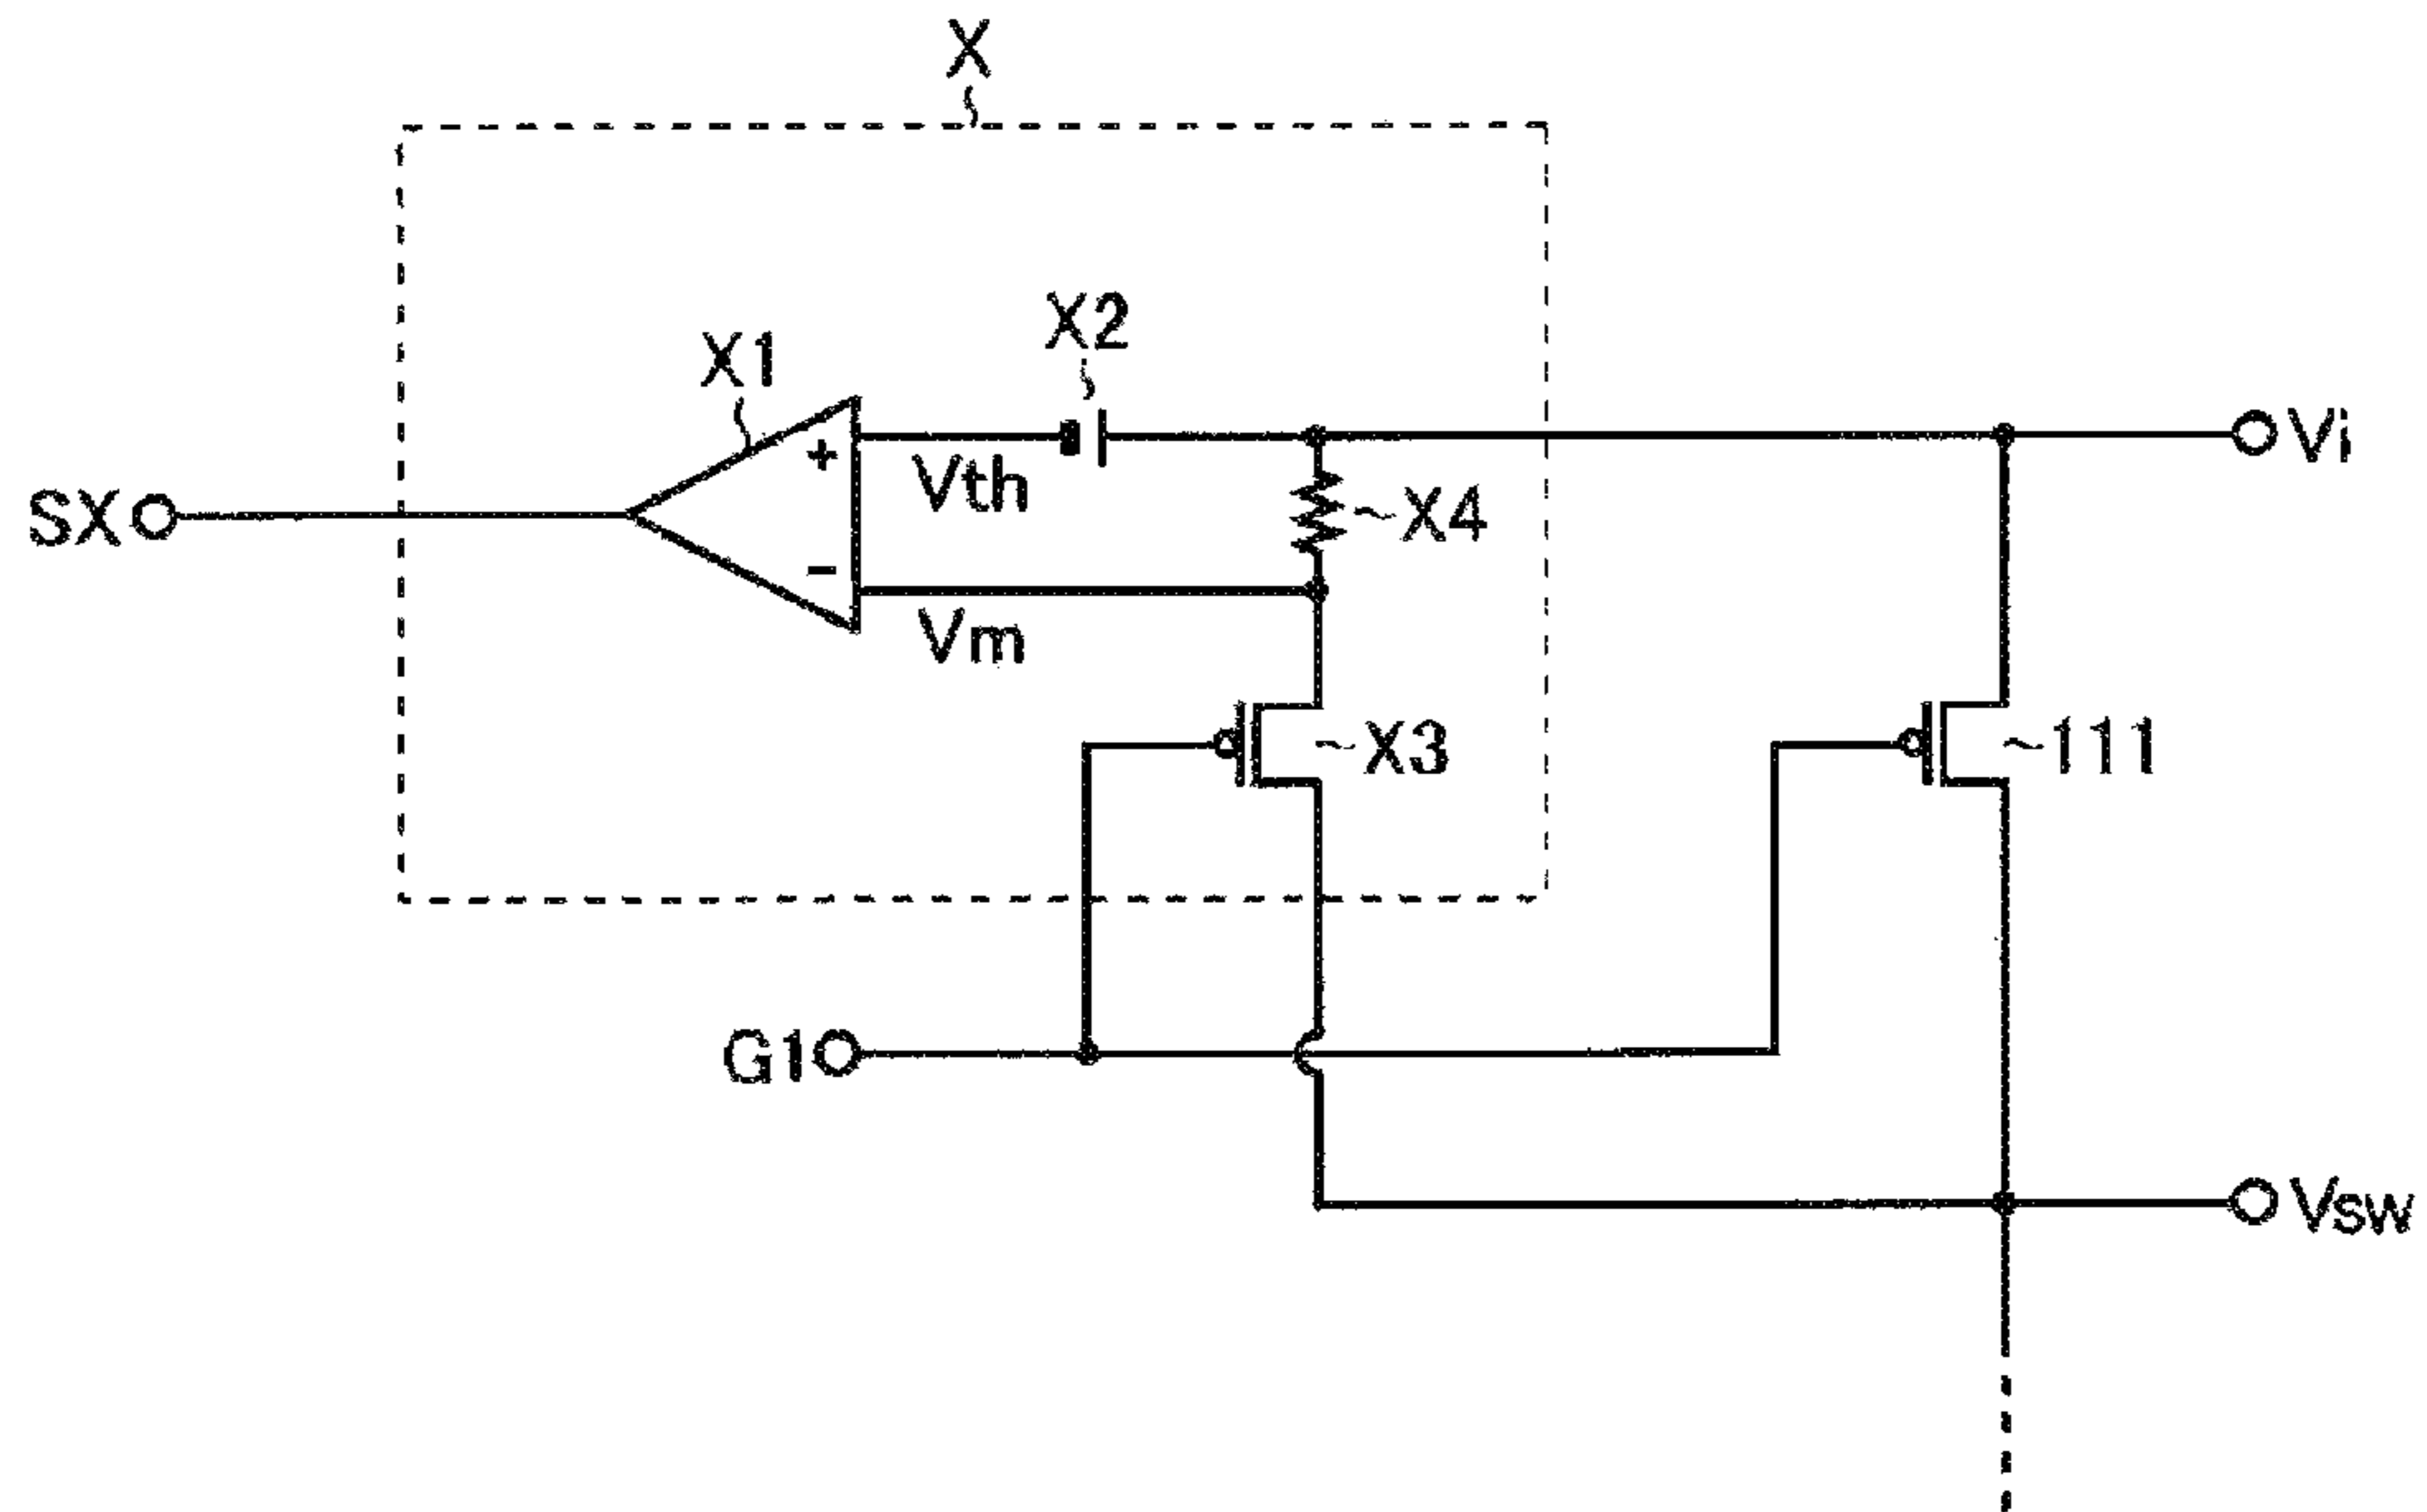 X
X2
X1
+
Vth
Vi
SX
X4
-
Vm
~X3
~111
G1
Vsw